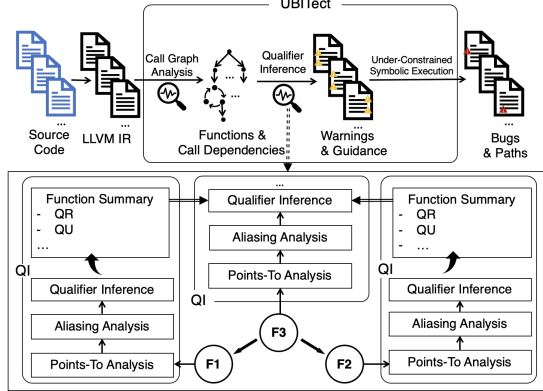 UBITect
Call Graph
Analysis
Qualifier
Inference
Under-Constrained
Symbolic Execution
...
Source
Code
...
LLVM IR
... ...
...
Functions &
Call Dependencies
...
Warnings
& Guidance
...
Bugs
& Paths
Function Summary
- QR
- QU
- ...
QI
Qualifier Inference
Aliasing Analysis
Points-To Analysis
...
Qualifier Inference
Aliasing Analysis
Points-To Analysis
QI
Function Summary
- QR
- QU
- ...
QI
Qualifier Inference
Aliasing Analysis
Points-To Analysis
F3
F1
F2